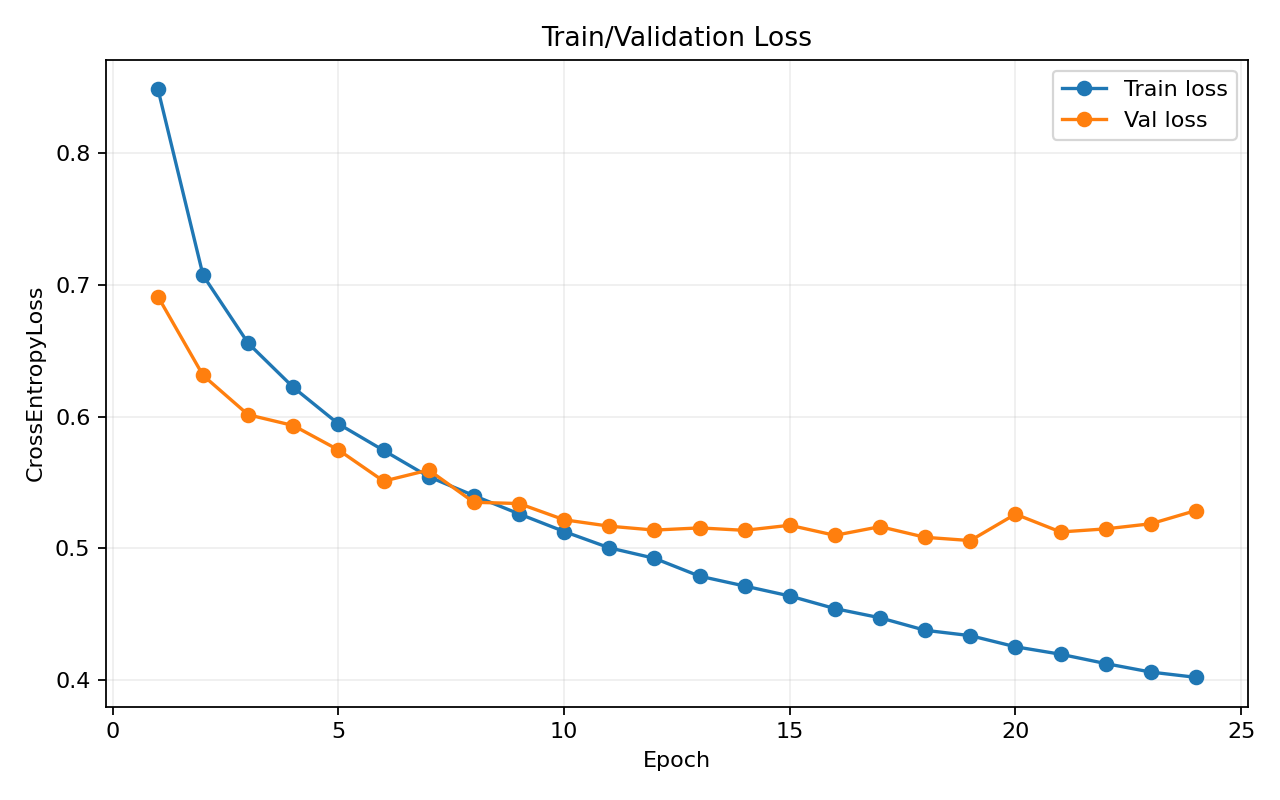 Train/Validation Loss
Train loss
Val loss
CrossEntropyLoss
0.8
0.7
0.6
0.5
0.4
0 5 10 15 20 25
Epoch